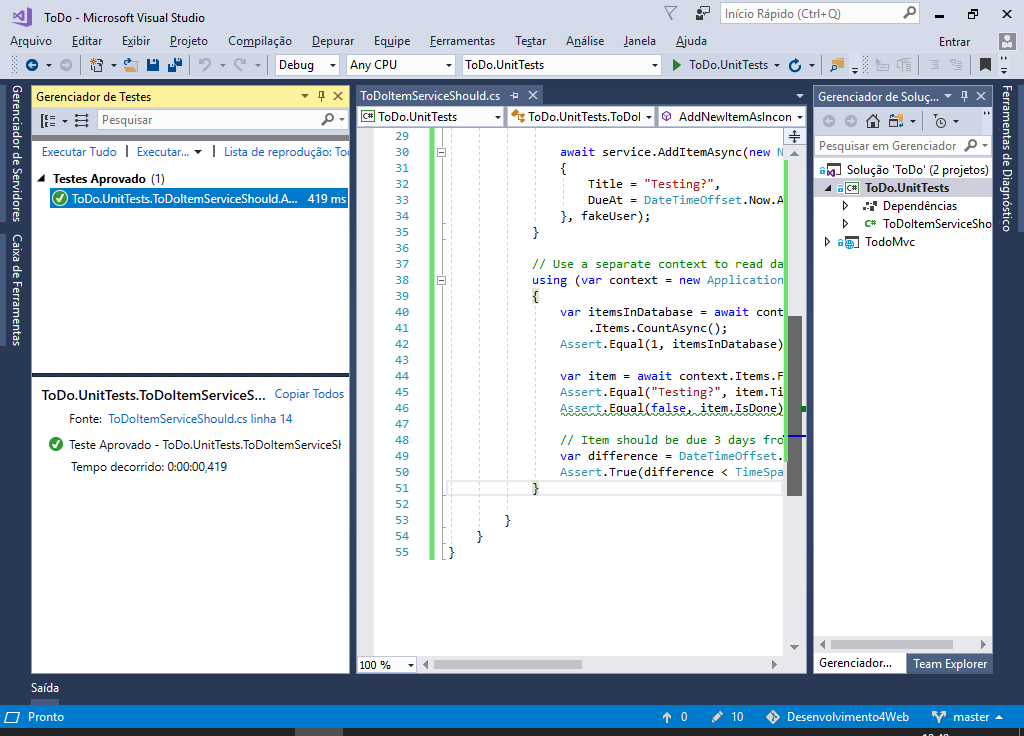 ToDo - Microsoft Visual Studio
Início Rápido (Ctrl+Q)
Arquivo Editar Exibir Projeto Compilação Depurar Equipe Ferramentas Testar Análise Janela Ajuda Entrar
Debug Any CPU ToDo.UnitTests ToDo.UnitTests
Gerenciador de Servidores
Caixa de Ferramentas
Gerenciador de Testes
Pesquisar
Executar Tudo Executar... Lista de reprodução: To
Testes Aprovado (1)
ToDo.UnitTests.ToDoItemServiceShould.A... 419 ms
ToDo.UnitTests.ToDoItemServiceS... Copiar Todos
Fonte: ToDoItemServiceShould.cs linha 14
Teste Aprovado - ToDo.UnitTests.ToDoItemServiceSh
Tempo decorrido: 0:00:00,419
ToDoItemServiceShould.cs
ToDo.UnitTests ToDo.UnitTests.ToDoI AddNewItemAsIncon
29
30 await service.AddItemAsync(new N
31 {
32 Title = "Testing?",
33 DueAt = DateTimeOffset.Now.A
34 }, fakeUser);
35 }
36
37 // Use a separate context to read da
38 using (var context = new Application
39 {
40 var itemsInDatabase = await cont
41 .Items.CountAsync();
42 Assert.Equal(1, itemsInDatabase)
43
44 var item = await context.Items.F
45 Assert.Equal("Testing?", item.Ti
46 Assert.Equal(false, item.IsDone)
47
48 // Item should be due 3 days fro
49 var difference = DateTimeOffset.
50 Assert.True(difference < TimeSpa
51 }
52
53 }
54 }
55 }
100 %
Gerenciador de Soluç...
Pesquisar em Gerenciador
Solução 'ToDo' (2 projetos)
C# ToDo.UnitTests
Dependências
C# ToDoItemServiceSho
TodoMvc
Gerenciador... Team Explorer
Ferramentas de Diagnóstico
Saída
Pronto 0 10 Desenvolvimento4Web master